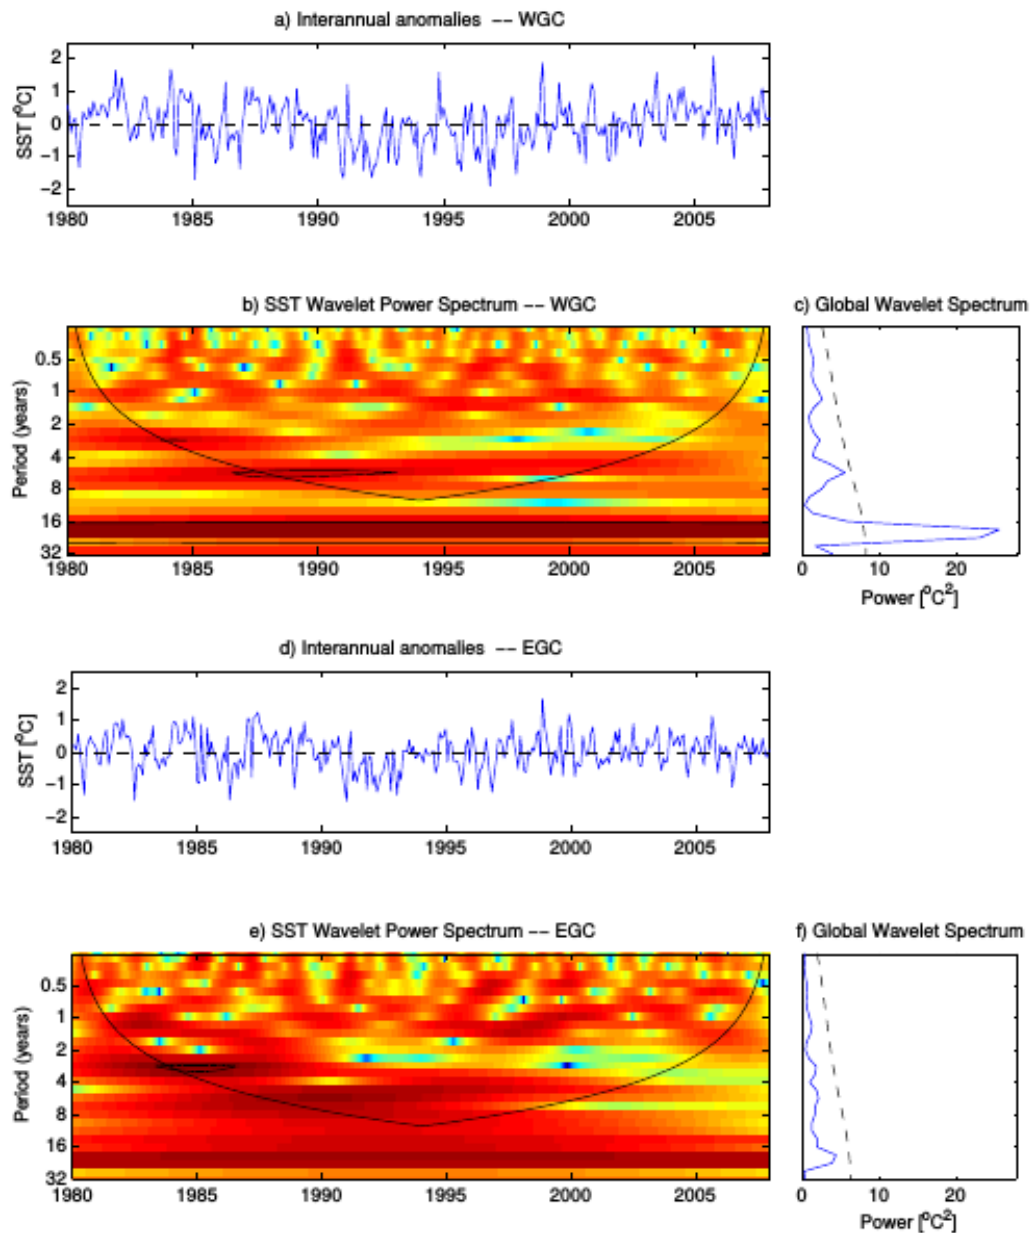 a) Interannual anomalies -- WGC
SST [°C]
2
1
0
−1
−2
1980 1985 1990 1995 2000 2005
b) SST Wavelet Power Spectrum -- WGC
Period (years)
0.5
1
2
4
8
16
32
1980 1985 1990 1995 2000 2005
c) Global Wavelet Spectrum
0 10 20
Power [°C²]
d) Interannual anomalies -- EGC
SST [°C]
2
1
0
−1
−2
1980 1985 1990 1995 2000 2005
e) SST Wavelet Power Spectrum -- EGC
Period (years)
0.5
1
2
4
8
16
32
1980 1985 1990 1995 2000 2005
f) Global Wavelet Spectrum
0 10 20
Power [°C²]